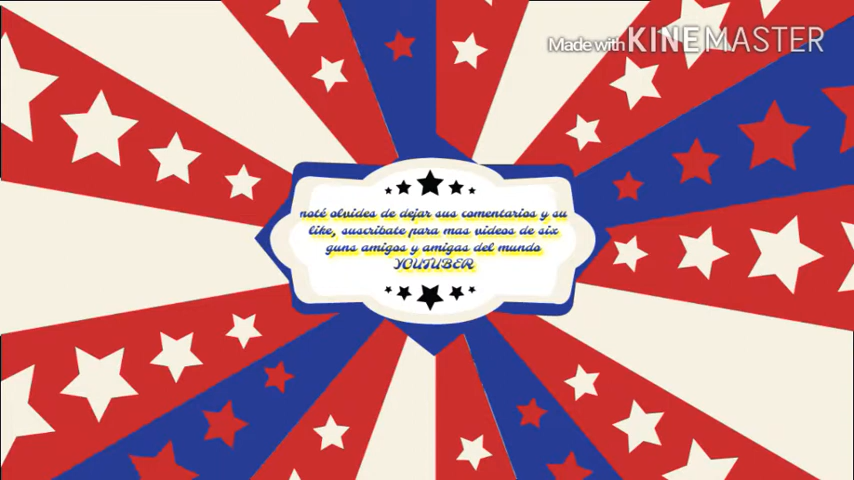 Made with KINEMASTER
noté olvides de dejar sus comentarios y su
like, suscribate para mas videos de six
guns amigos y amigas del mundo
YOUTUBER